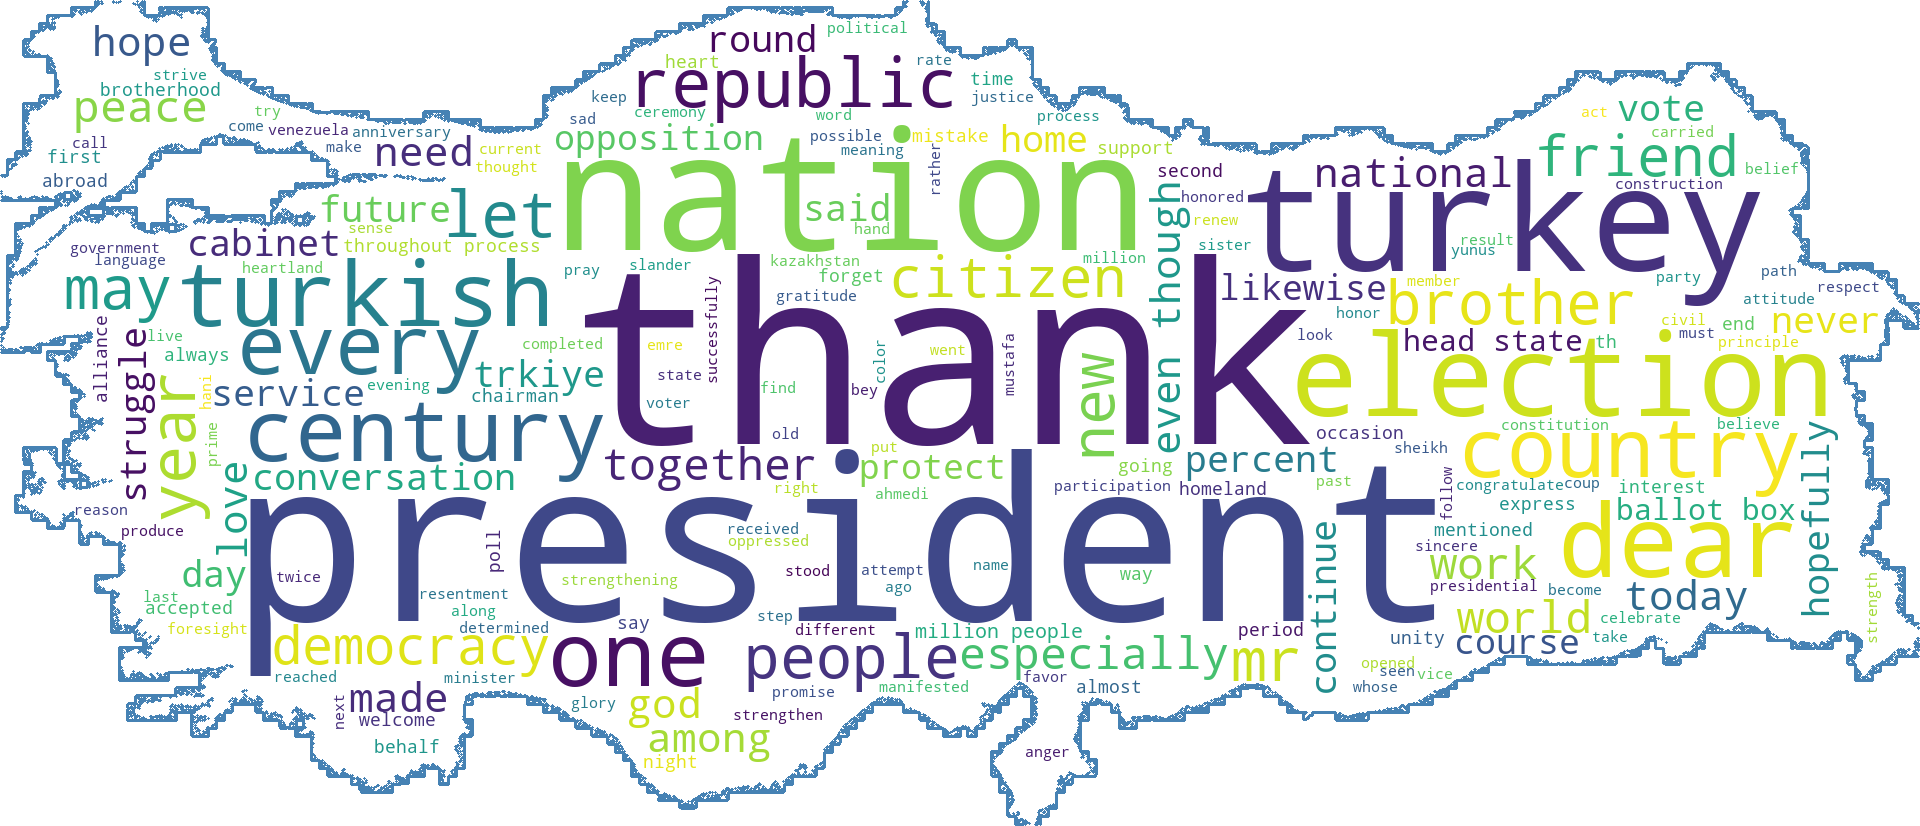 hope
round
political
republic
heart
rate
time
strive
brotherhood
peace
keep
justice
vote
act
try
sad
ceremony
word
process
come
venezuela
anniversary
opposition
possible
mistake
home
carried
call
make
need
current
meaning
support
friend
first
thought
nation
rather
second
national
belief
abroad
honored
construction
turkey
future
let
said
renew
sense
hand
even though
government
cabinet
throughout process
sister
result
language
heartland
pray
slander
kazakhstan
million
yunus
may
turkish
forget
citizen
likewise
member
party
path
successfully
gratitude
brother
respect
attitude
thank
honor
civil
end
never
alliance
struggle
live
every
completed
emre
color
went
mustafa
look
head state
th
must
principle
always
trkiye
state
election
year
hani
service
evening
chairman
find
bey
new
voter
century
prime
old
occasion
constitution
believe
put
sheikh
country
hopefully
love
conversation
together
protect
going
percent
right
ahmedi
participation
homeland
past
follow
congratulate
coup
interest
reason
express
ballot box
produce
president
poll
received
oppressed
continue
mentioned
dear
sincere
day
twice
strengthening
stood
attempt
name
way
work
ago
presidential
become
today
last
accepted
resentment
along
step
world
strength
foresight
determined
say
different
million people
period
celebrate
democracy
one
people
especially
mr
unity
course
take
reached
minister
favor
opened
seen
vice
next
made
promise
manifested
almost
whose
welcome
glory
god
strengthen
behalf
among
night
anger